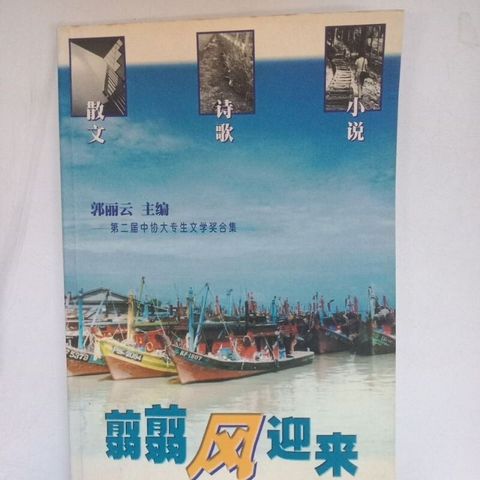 散文
诗歌
小说
郭丽云 主编
——第二届中协大专生文学奖合集
翦翦风迎来